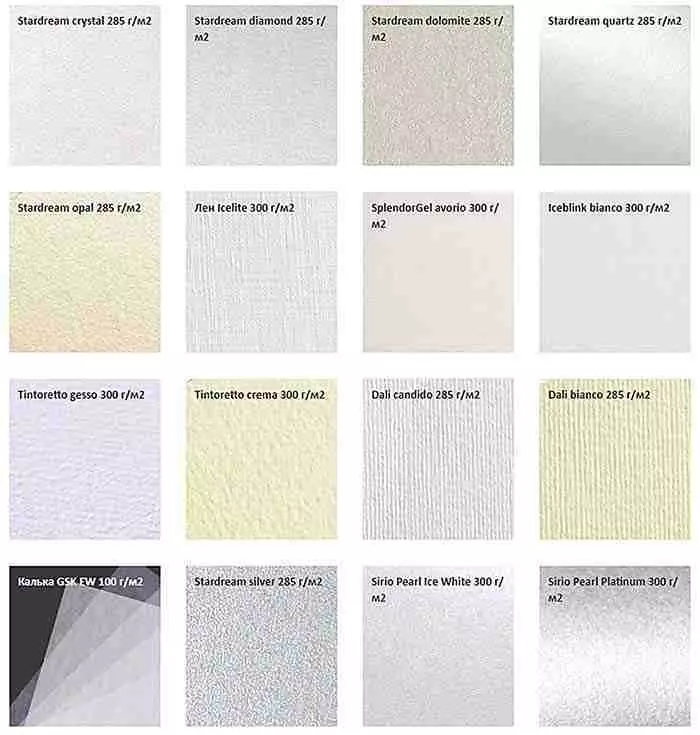 Stardream crystal 285 г/м2
Stardream diamond 285 г/
м2
Stardream dolomite 285 г/
м2
Stardream quartz 285 г/м2
Stardream opal 285 г/м2
Лен Icelite 300 г/м2
SplendorGel avorio 300 г/
м2
Iceblink bianco 300 г/м2
Tintoretto gesso 300 г/м2
Tintoretto crema 300 г/м2
Dali candido 285 г/м2
Dali bianco 285 г/м2
Калька GSK EW 100 г/м2
Stardream silver 285 г/м2
Sirio Pearl Ice White 300 г/
м2
Sirio Pearl Platinum 300 г/
м2